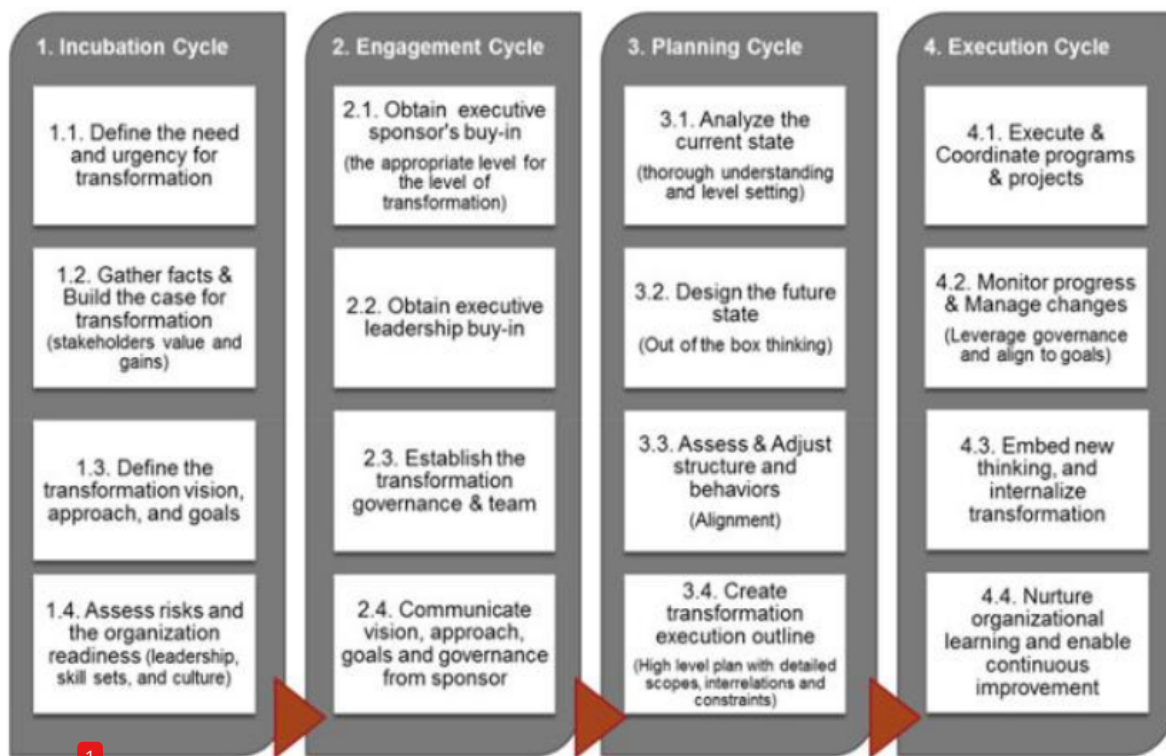 1. Incubation Cycle
1.1. Define the need
and urgency for
transformation
1.2. Gather facts &
Build the case for
transformation
(stakeholders value and
gains)
1.3. Define the
transformation vision,
approach, and goals
1.4. Assess risks and
the organization
readiness (leadership,
skill sets, and culture)
2. Engagement Cycle
2.1. Obtain executive
sponsor's buy-in
(the appropriate level for
the level of
transformation)
2.2. Obtain executive
leadership buy-in
2.3. Establish the
transformation
governance & team
2.4. Communicate
vision, approach,
goals and governance
from sponsor
3. Planning Cycle
3.1. Analyze the
current state
(thorough understanding
and level setting)
3.2. Design the future
state
(Out of the box thinking)
3.3. Assess & Adjust
structure and
behaviors
(Alignment)
3.4. Create
transformation
execution outline
(High level plan with detailed
scopes, interrelations and
constraints)
4. Execution Cycle
4.1. Execute &
Coordinate programs
& projects
4.2. Monitor progress
& Manage changes
(Leverage governance
and align to goals)
4.3. Embed new
thinking, and
internalize
transformation
4.4. Nurture
organizational
learning and enable
continuous
improvement
1